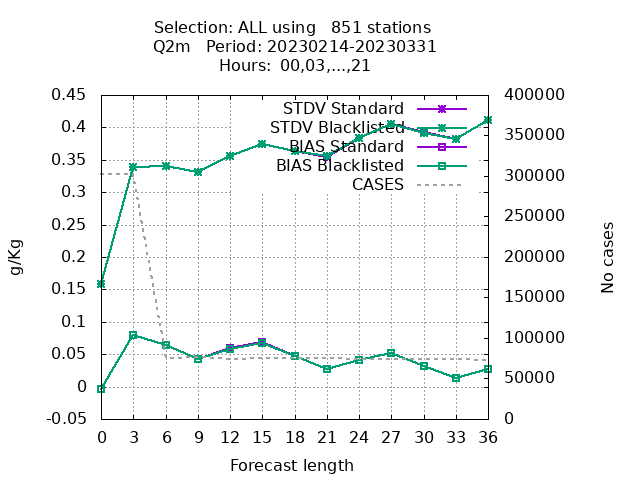 Selection: ALL using   851 stations
Q2m   Period: 20230214-20230331
Hours: 00,03,...,21
STDV Standard
STDV Blacklisted
BIAS Standard
BIAS Blacklisted
CASES
0.45
0.4
0.35
0.3
0.25
0.2
0.15
0.1
0.05
0
-0.05
g/Kg
400000
350000
300000
250000
200000
150000
100000
50000
0
No cases
0 3 6 9 12 15 18 21 24 27 30 33 36
Forecast length